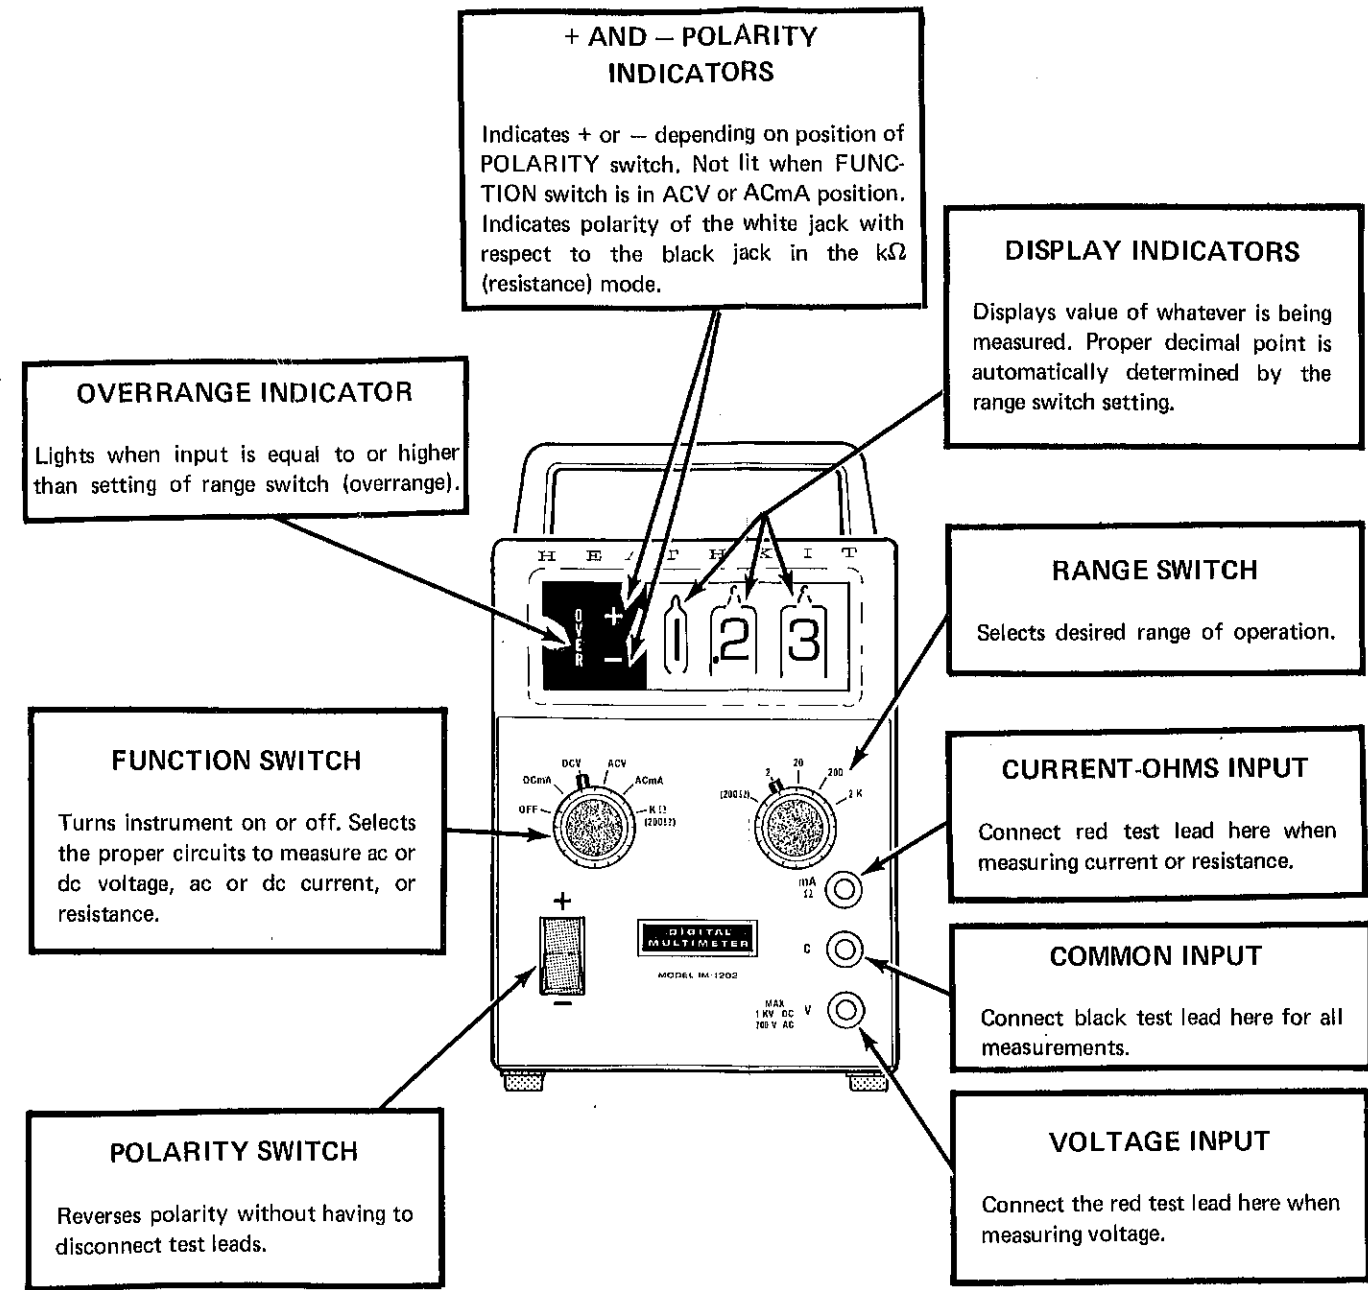 + AND — POLARITY
INDICATORS
Indicates + or — depending on position of
POLARITY switch. Not lit when FUNC-
TION switch is in ACV or ACmA position.
Indicates polarity of the white jack with
respect to the black jack in the kΩ
(resistance) mode.
DISPLAY INDICATORS
Displays value of whatever is being
measured. Proper decimal point is
automatically determined by the
range switch setting.
OVERRANGE INDICATOR
Lights when input is equal to or higher
than setting of range switch (overrange).
HEATHKIT
OVER
+
—
1 .2 3
RANGE SWITCH
Selects desired range of operation.
FUNCTION SWITCH
Turns instrument on or off. Selects
the proper circuits to measure ac or
dc voltage, ac or dc current, or
resistance.
OFF
DCmA
DCV
ACV
ACmA
KΩ
(200Ω)
(200Ω)
2
20
200
2 K
CURRENT-OHMS INPUT
Connect red test lead here when
measuring current or resistance.
mA
Ω
+
—
DIGITAL
MULTIMETER
MODEL IM-1202
C
COMMON INPUT
Connect black test lead here for all
measurements.
MAX
1 KV DC
700 V AC
V
VOLTAGE INPUT
Connect the red test lead here when
measuring voltage.
POLARITY SWITCH
Reverses polarity without having to
disconnect test leads.